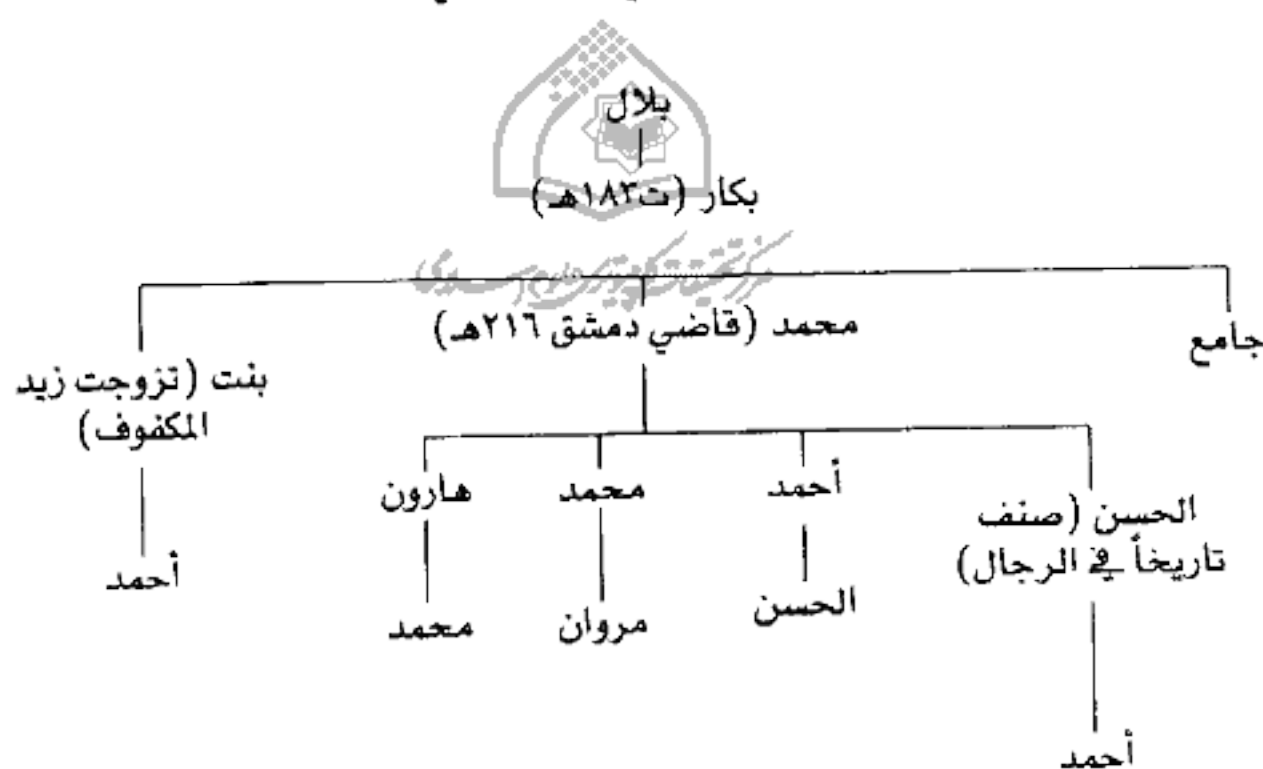 بلال
بكار (ت١٨٣هـ)
جامع
محمد (قاضي دمشق ٢١٦هـ)
بنت (تزوجت زيد
المكفوف)
الحسن (صنف
تاريخاً في الرجال)
أحمد
محمد
هارون
أحمد
الحسن
مروان
محمد
أحمد